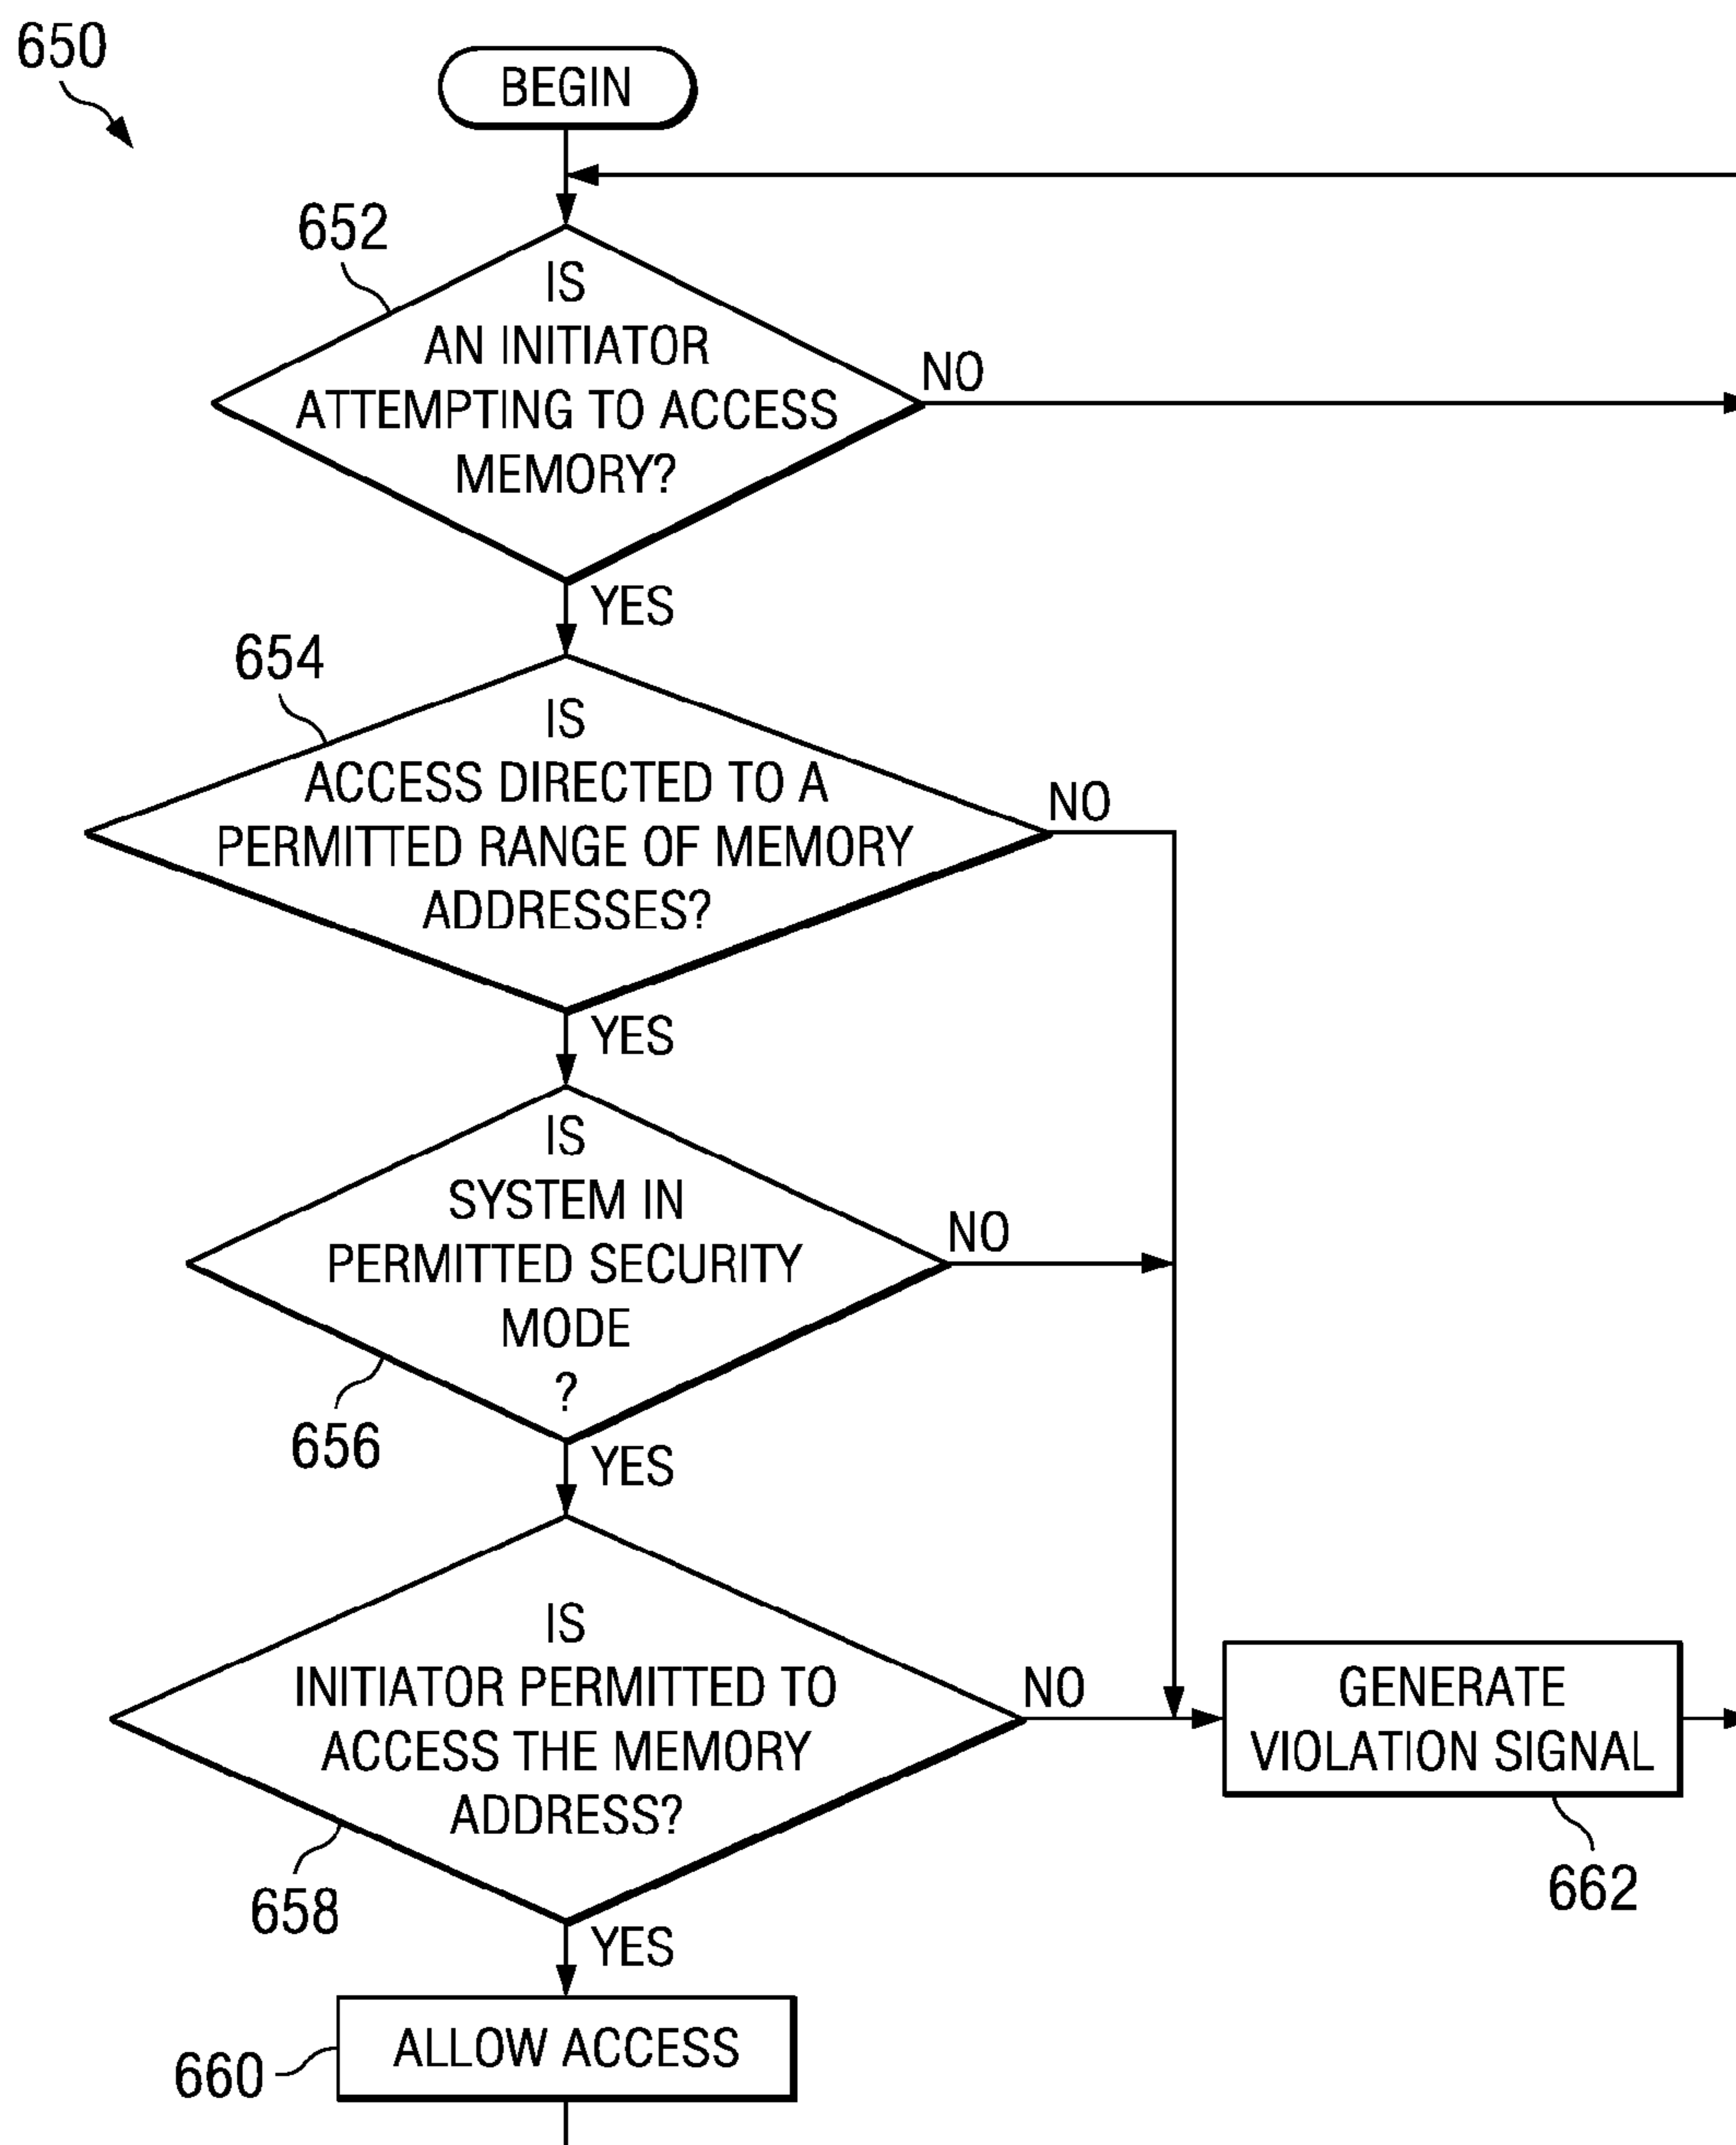 650
BEGIN
652
IS
AN INITIATOR
ATTEMPTING TO ACCESS
MEMORY?
NO
YES
654
IS
ACCESS DIRECTED TO A
PERMITTED RANGE OF MEMORY
ADDRESSES?
NO
YES
IS
SYSTEM IN
PERMITTED SECURITY
MODE
?
NO
656
YES
IS
INITIATOR PERMITTED TO
ACCESS THE MEMORY
ADDRESS?
NO
GENERATE
VIOLATION SIGNAL
662
658
YES
ALLOW ACCESS
660